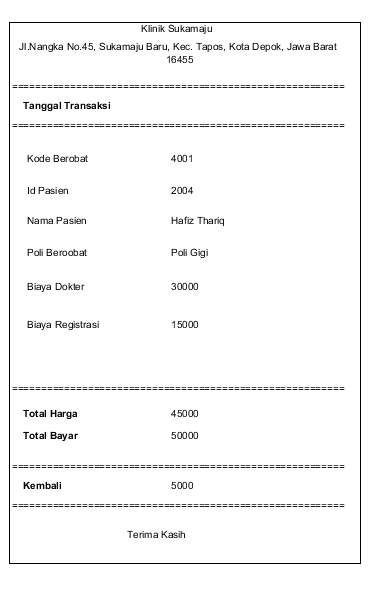 Klinik Sukamaju
Jl.Nangka No.45, Sukamaju Baru, Kec. Tapos, Kota Depok, Jawa Barat
16455
==========================================================
Tanggal Transaksi
==========================================================
Kode Berobat 4001
Id Pasien 2004
Nama Pasien Hafiz Thariq
Poli Beroobat Poli Gigi
Biaya Dokter 30000
Biaya Registrasi 15000
==========================================================
Total Harga 45000
Total Bayar 50000
==========================================================
Kembali 5000
==========================================================
Terima Kasih